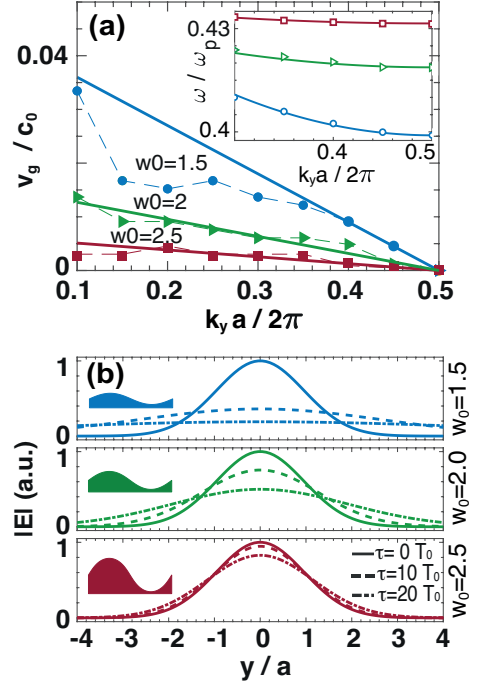 (a)
0.04
0
v_g / c_0
w0=1.5
w0=2
w0=2.5
0.1 0.2 0.3 0.4 0.5
k_y a / 2π
0.43
0.4
ω / ω_p
0.4 0.5
k_y a / 2π
(b)
1
0
w_0=1.5
1
0
w_0=2.0
1
0
w_0=2.5
|E| (a.u.)
τ= 0 T_0
τ=10 T_0
τ=20 T_0
-4 -3 -2 -1 0 1 2 3 4
y / a